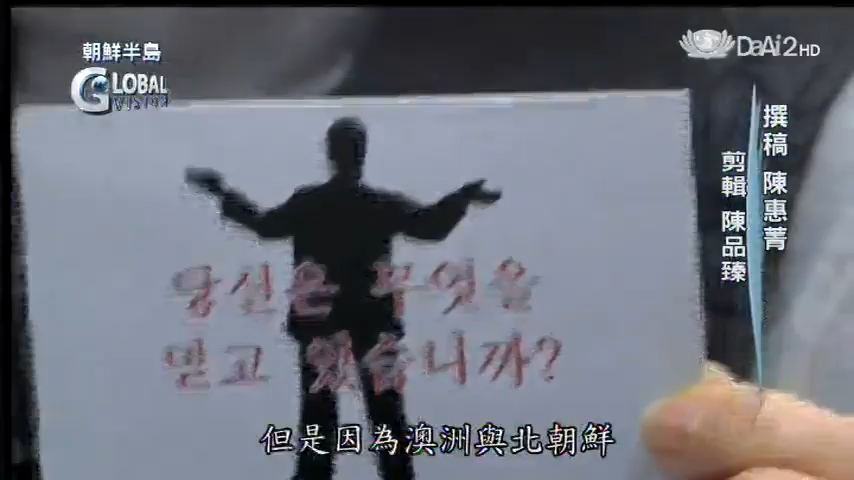 朝鮮半島
GLOBAL
VISION
DaAi2HD
撰稿 陳惠菁
剪輯 陳品臻
당신은 무엇을
믿고 있습니까?
但是因為澳洲與北朝鮮